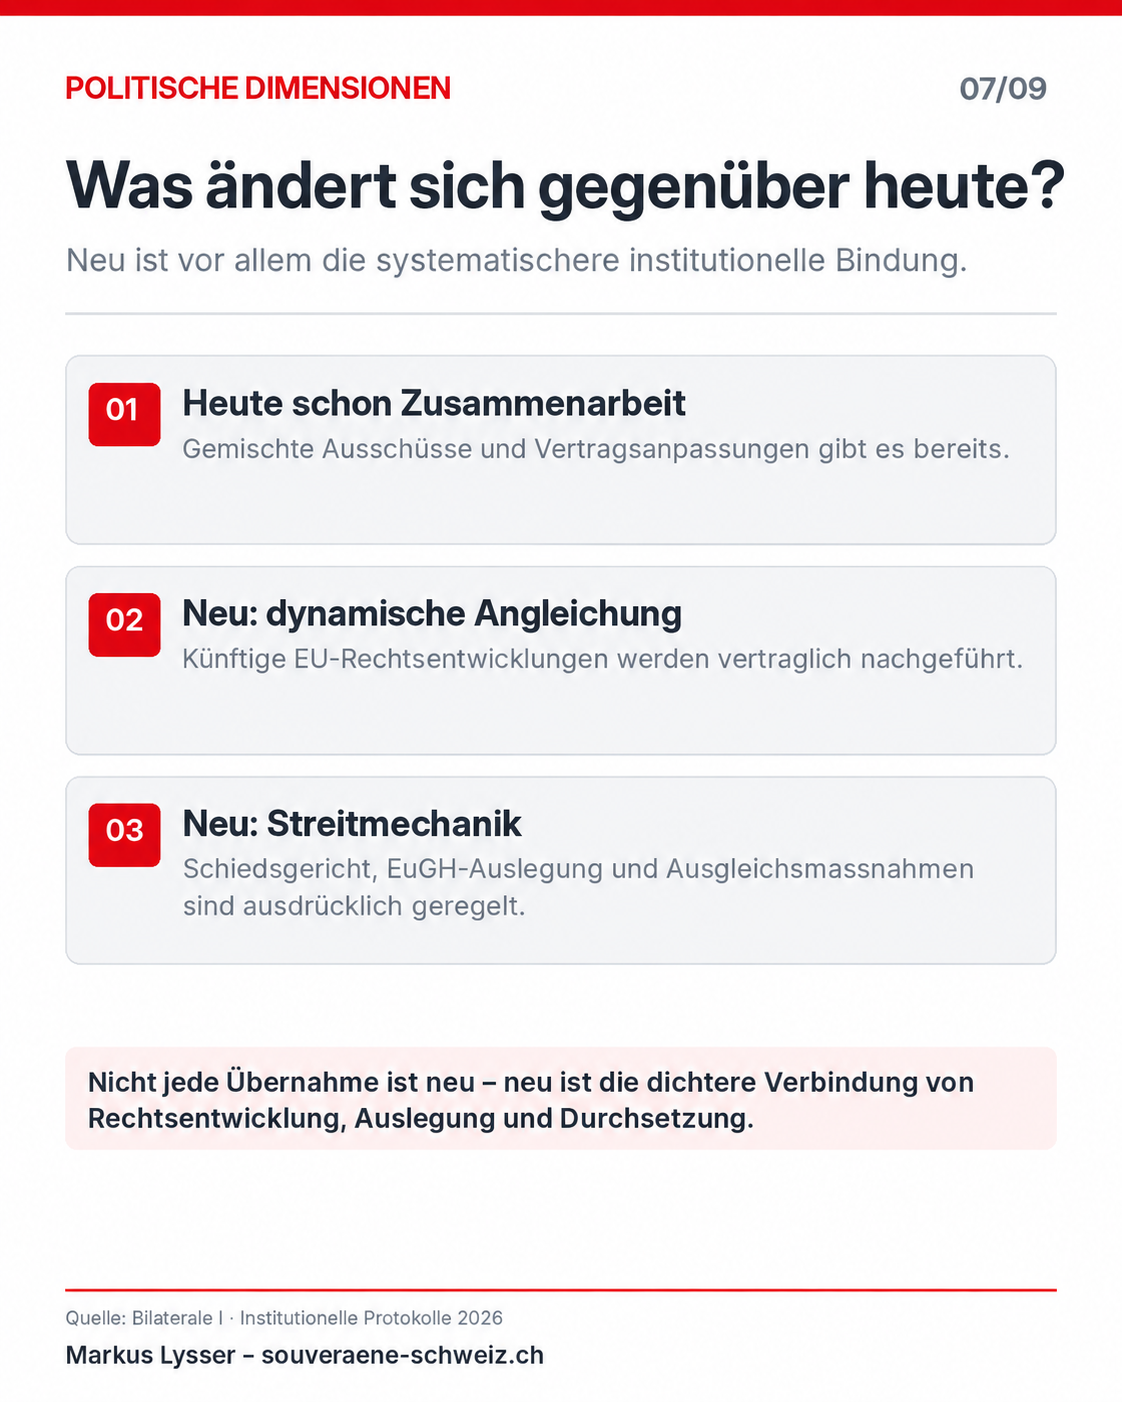 POLITISCHE DIMENSIONEN
07/09
Was ändert sich gegenüber heute?
Neu ist vor allem die systematischere institutionelle Bindung.
01
Heute schon Zusammenarbeit
Gemischte Ausschüsse und Vertragsanpassungen gibt es bereits.
02
Neu: dynamische Angleichung
Künftige EU-Rechtsentwicklungen werden vertraglich nachgeführt.
03
Neu: Streitmechanik
Schiedsgericht, EuGH-Auslegung und Ausgleichsmassnahmen
sind ausdrücklich geregelt.
Nicht jede Übernahme ist neu – neu ist die dichtere Verbindung von
Rechtsentwicklung, Auslegung und Durchsetzung.
Quelle: Bilaterale I · Institutionelle Protokolle 2026
Markus Lysser – souveraene-schweiz.ch